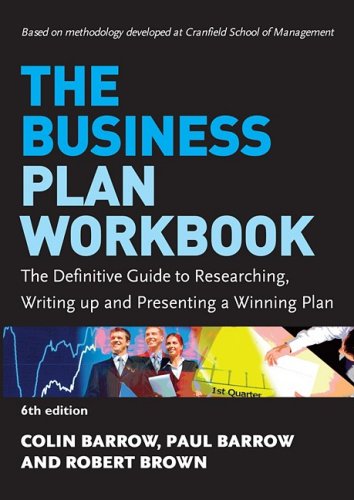 Based on methodology developed at Cranfield School of Management
THE
BUSINESS
PLAN
WORKBOOK
The Definitive Guide to Researching,
Writing up and Presenting a Winning Plan
1st Quarter
6th edition
COLIN BARROW, PAUL BARROW
AND ROBERT BROWN